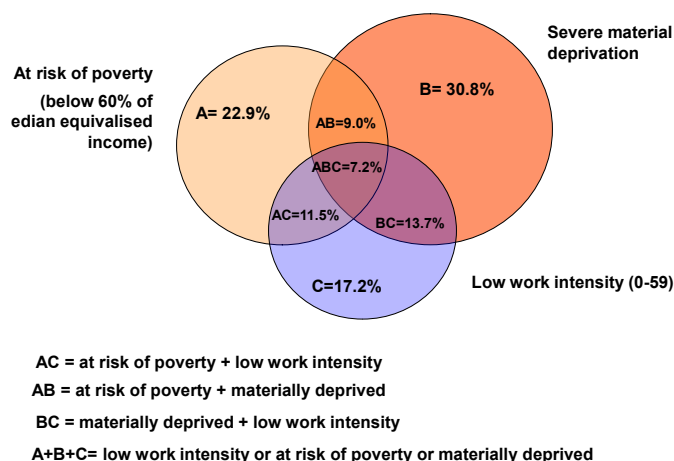 Severe material
deprivation
At risk of poverty
(below 60% of
edian equivalised
income)
A= 22.9%
B= 30.8%
AB=9.0%
ABC=7.2%
AC=11.5%
BC=13.7%
C=17.2%
Low work intensity (0-59)
AC = at risk of poverty + low work intensity
AB = at risk of poverty + materially deprived
BC = materially deprived + low work intensity
A+B+C= low work intensity or at risk of poverty or materially deprived